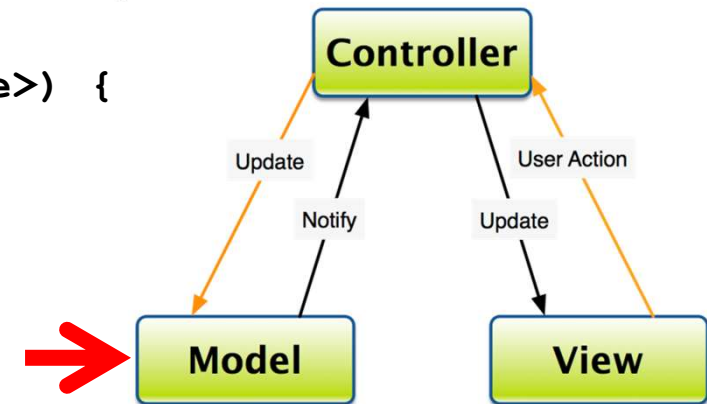 Controller
e>) {
Update
User Action
Notify
Update
Model
View